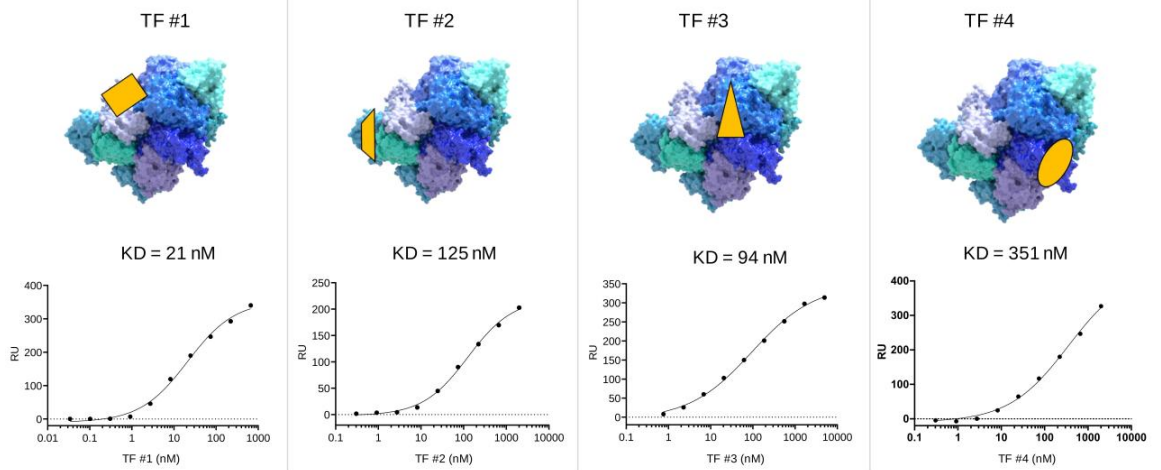 TF #1
TF #2
TF #3
TF #4
KD = 21 nM
KD = 125 nM
KD = 94 nM
KD = 351 nM
400
300
200
100
0
RU
0.01 0.1 1 10 100 1000
TF #1 (nM)
250
200
150
100
50
0
RU
0.1 1 10 100 1000 10000
TF #2 (nM)
350
300
250
200
150
100
50
0
RU
0.1 1 10 100 1000 10000
TF #3 (nM)
400
300
200
100
0
RU
0.1 1 10 100 1000 10000
TF #4 (nM)